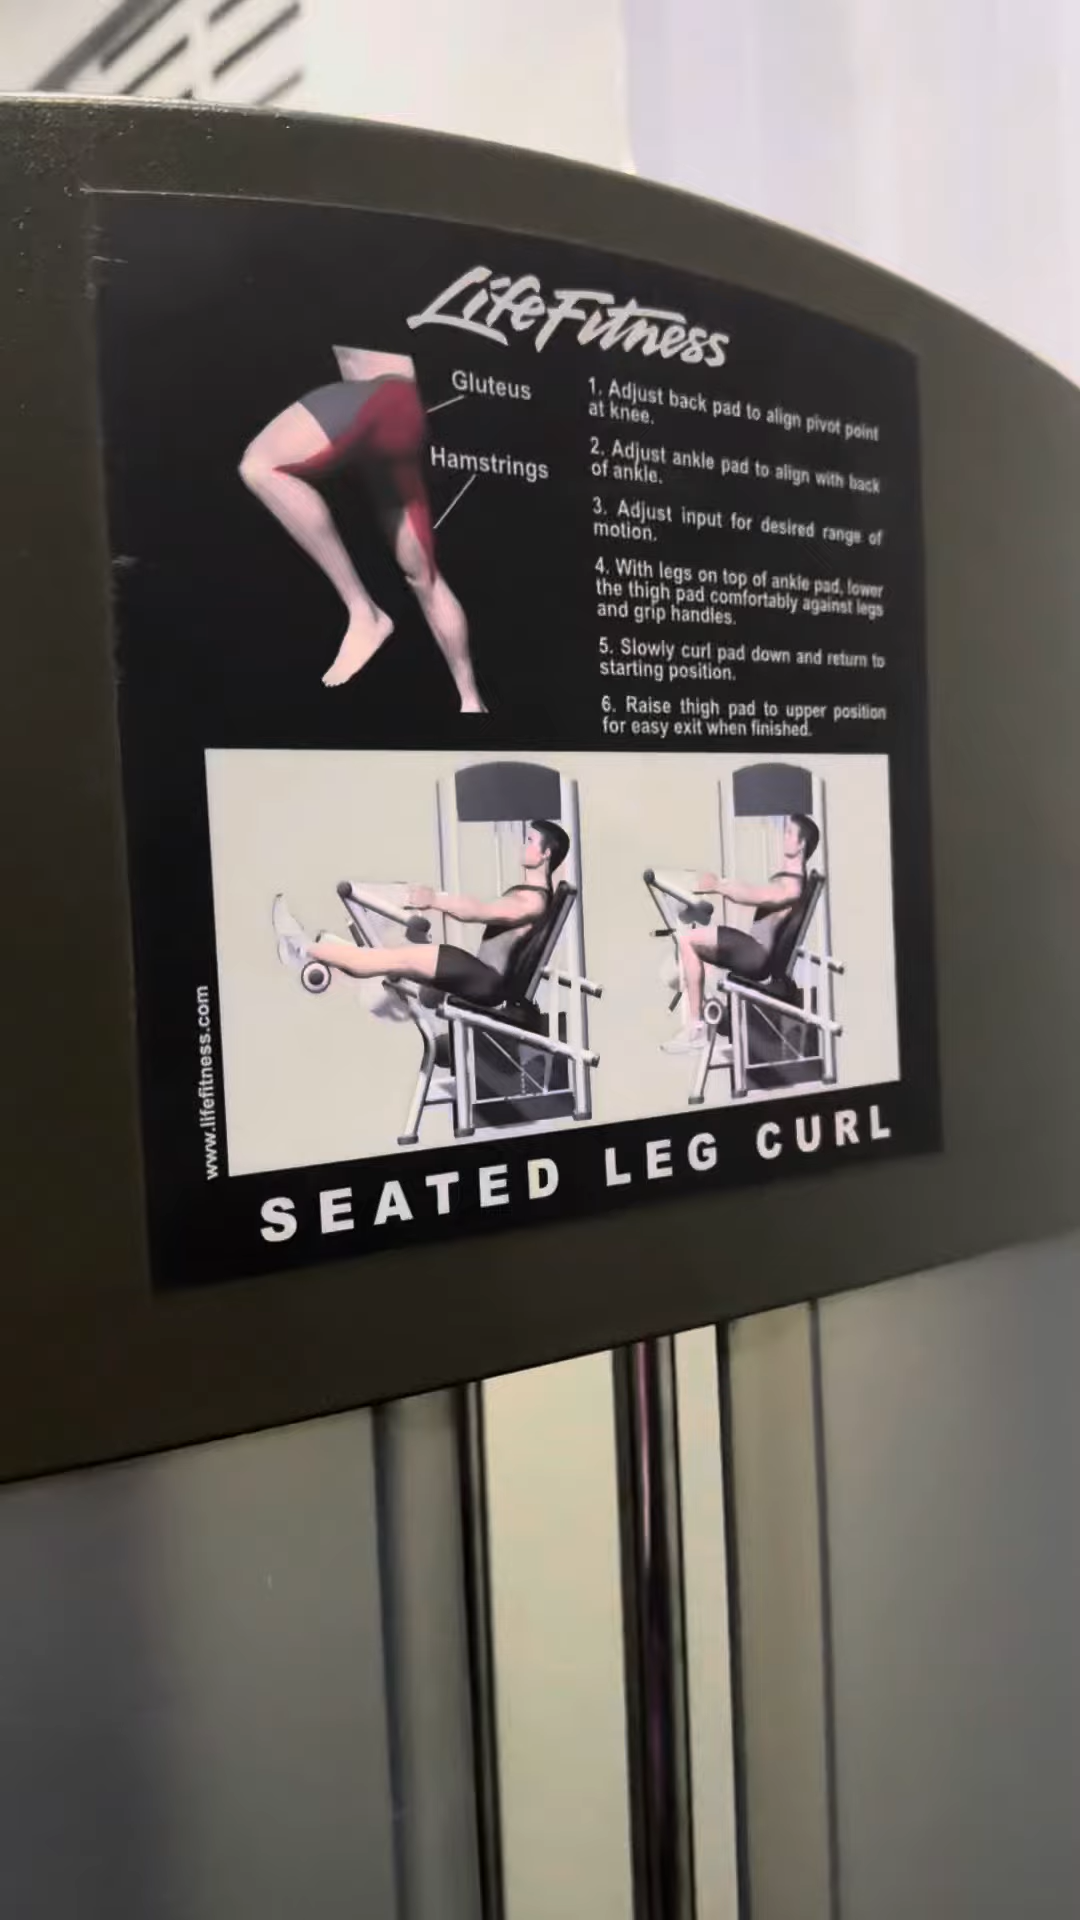 LifeFitness
Gluteus
Hamstrings
1. Adjust back pad to align pivot point
at knee.
2. Adjust ankle pad to align with back
of ankle.
3. Adjust input for desired range of
motion.
4. With legs on top of ankle pad, lower
the thigh pad comfortably against legs
and grip handles.
5. Slowly curl pad down and return to
starting position.
6. Raise thigh pad to upper position
for easy exit when finished.
www.lifefitness.com
SEATED LEG CURL